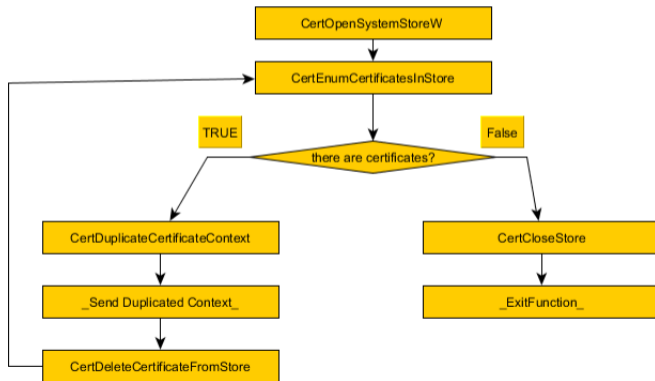 CertOpenSystemStoreW
CertEnumCertificatesInStore
TRUE
False
there are certificates?
CertDuplicateCertificateContext
CertCloseStore
_Send Duplicated Context_
_ExitFunction_
CertDeleteCertificateFromStore